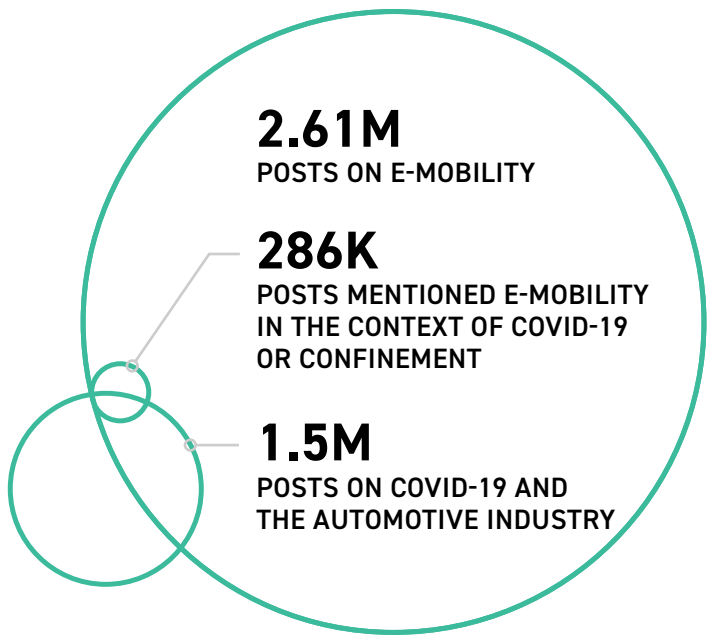 2.61M
POSTS ON E-MOBILITY
286K
POSTS MENTIONED E-MOBILITY
IN THE CONTEXT OF COVID-19
OR CONFINEMENT
1.5M
POSTS ON COVID-19 AND
THE AUTOMOTIVE INDUSTRY